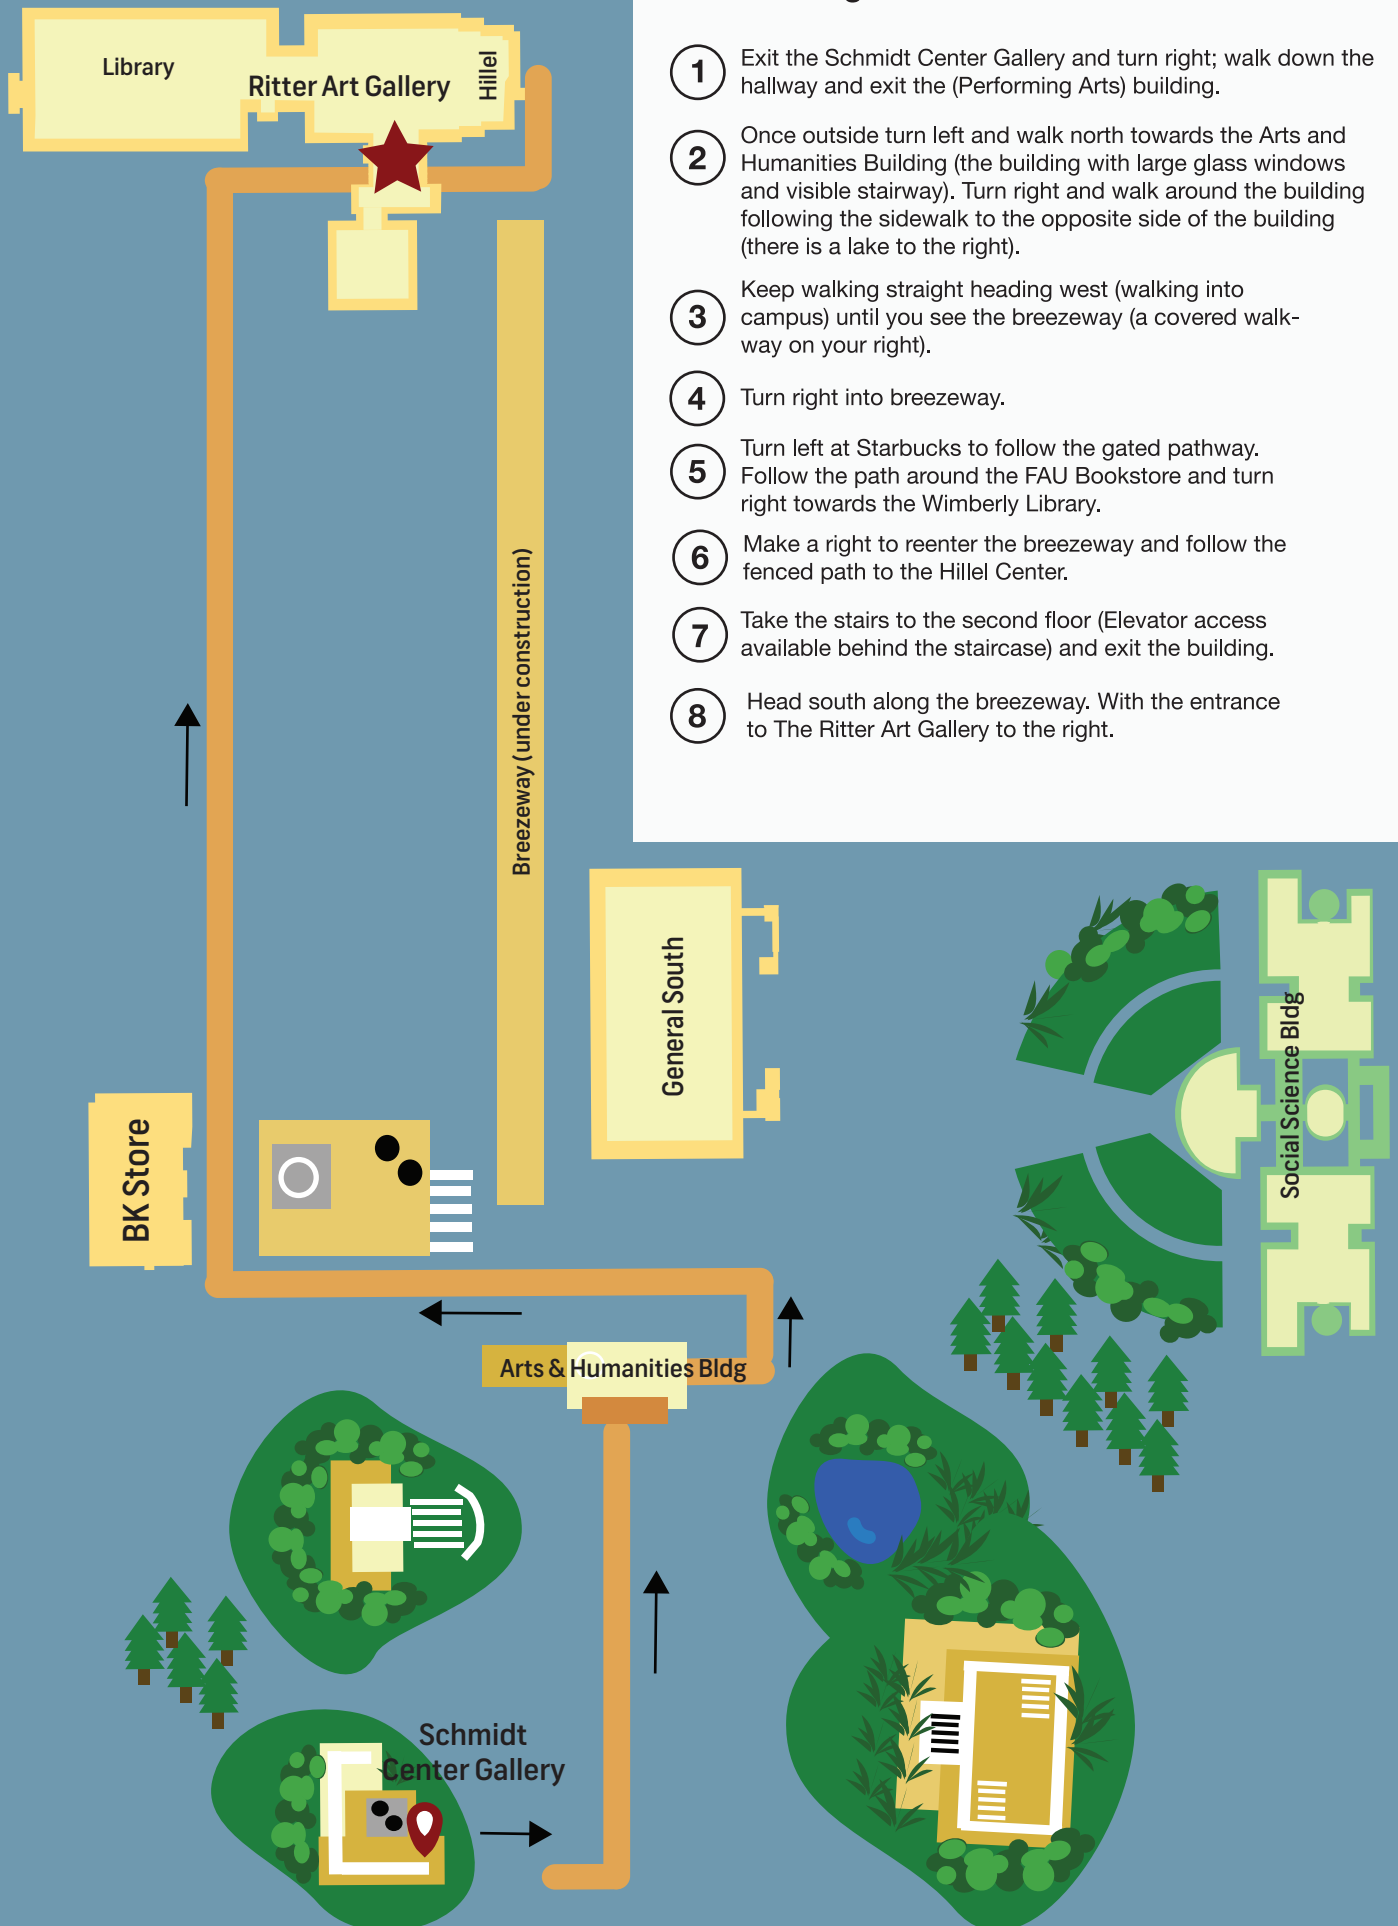 Library
Ritter Art Gallery
Hillel
1
Exit the Schmidt Center Gallery and turn right; walk down the
hallway and exit the (Performing Arts) building.
2
Once outside turn left and walk north towards the Arts and
Humanities Building (the building with large glass windows
and visible stairway). Turn right and walk around the building
following the sidewalk to the opposite side of the building
(there is a lake to the right).
3
Keep walking straight heading west (walking into
campus) until you see the breezeway (a covered walk-
way on your right).
4
Turn right into breezeway.
5
Turn left at Starbucks to follow the gated pathway.
Follow the path around the FAU Bookstore and turn
right towards the Wimberly Library.
6
Make a right to reenter the breezeway and follow the
fenced path to the Hillel Center.
7
Take the stairs to the second floor (Elevator access
available behind the staircase) and exit the building.
8
Head south along the breezeway. With the entrance
to The Ritter Art Gallery to the right.
Breezeway (under construction)
General South
Social Science Bldg
BK Store
Arts & Humanities Bldg
Schmidt
Center Gallery